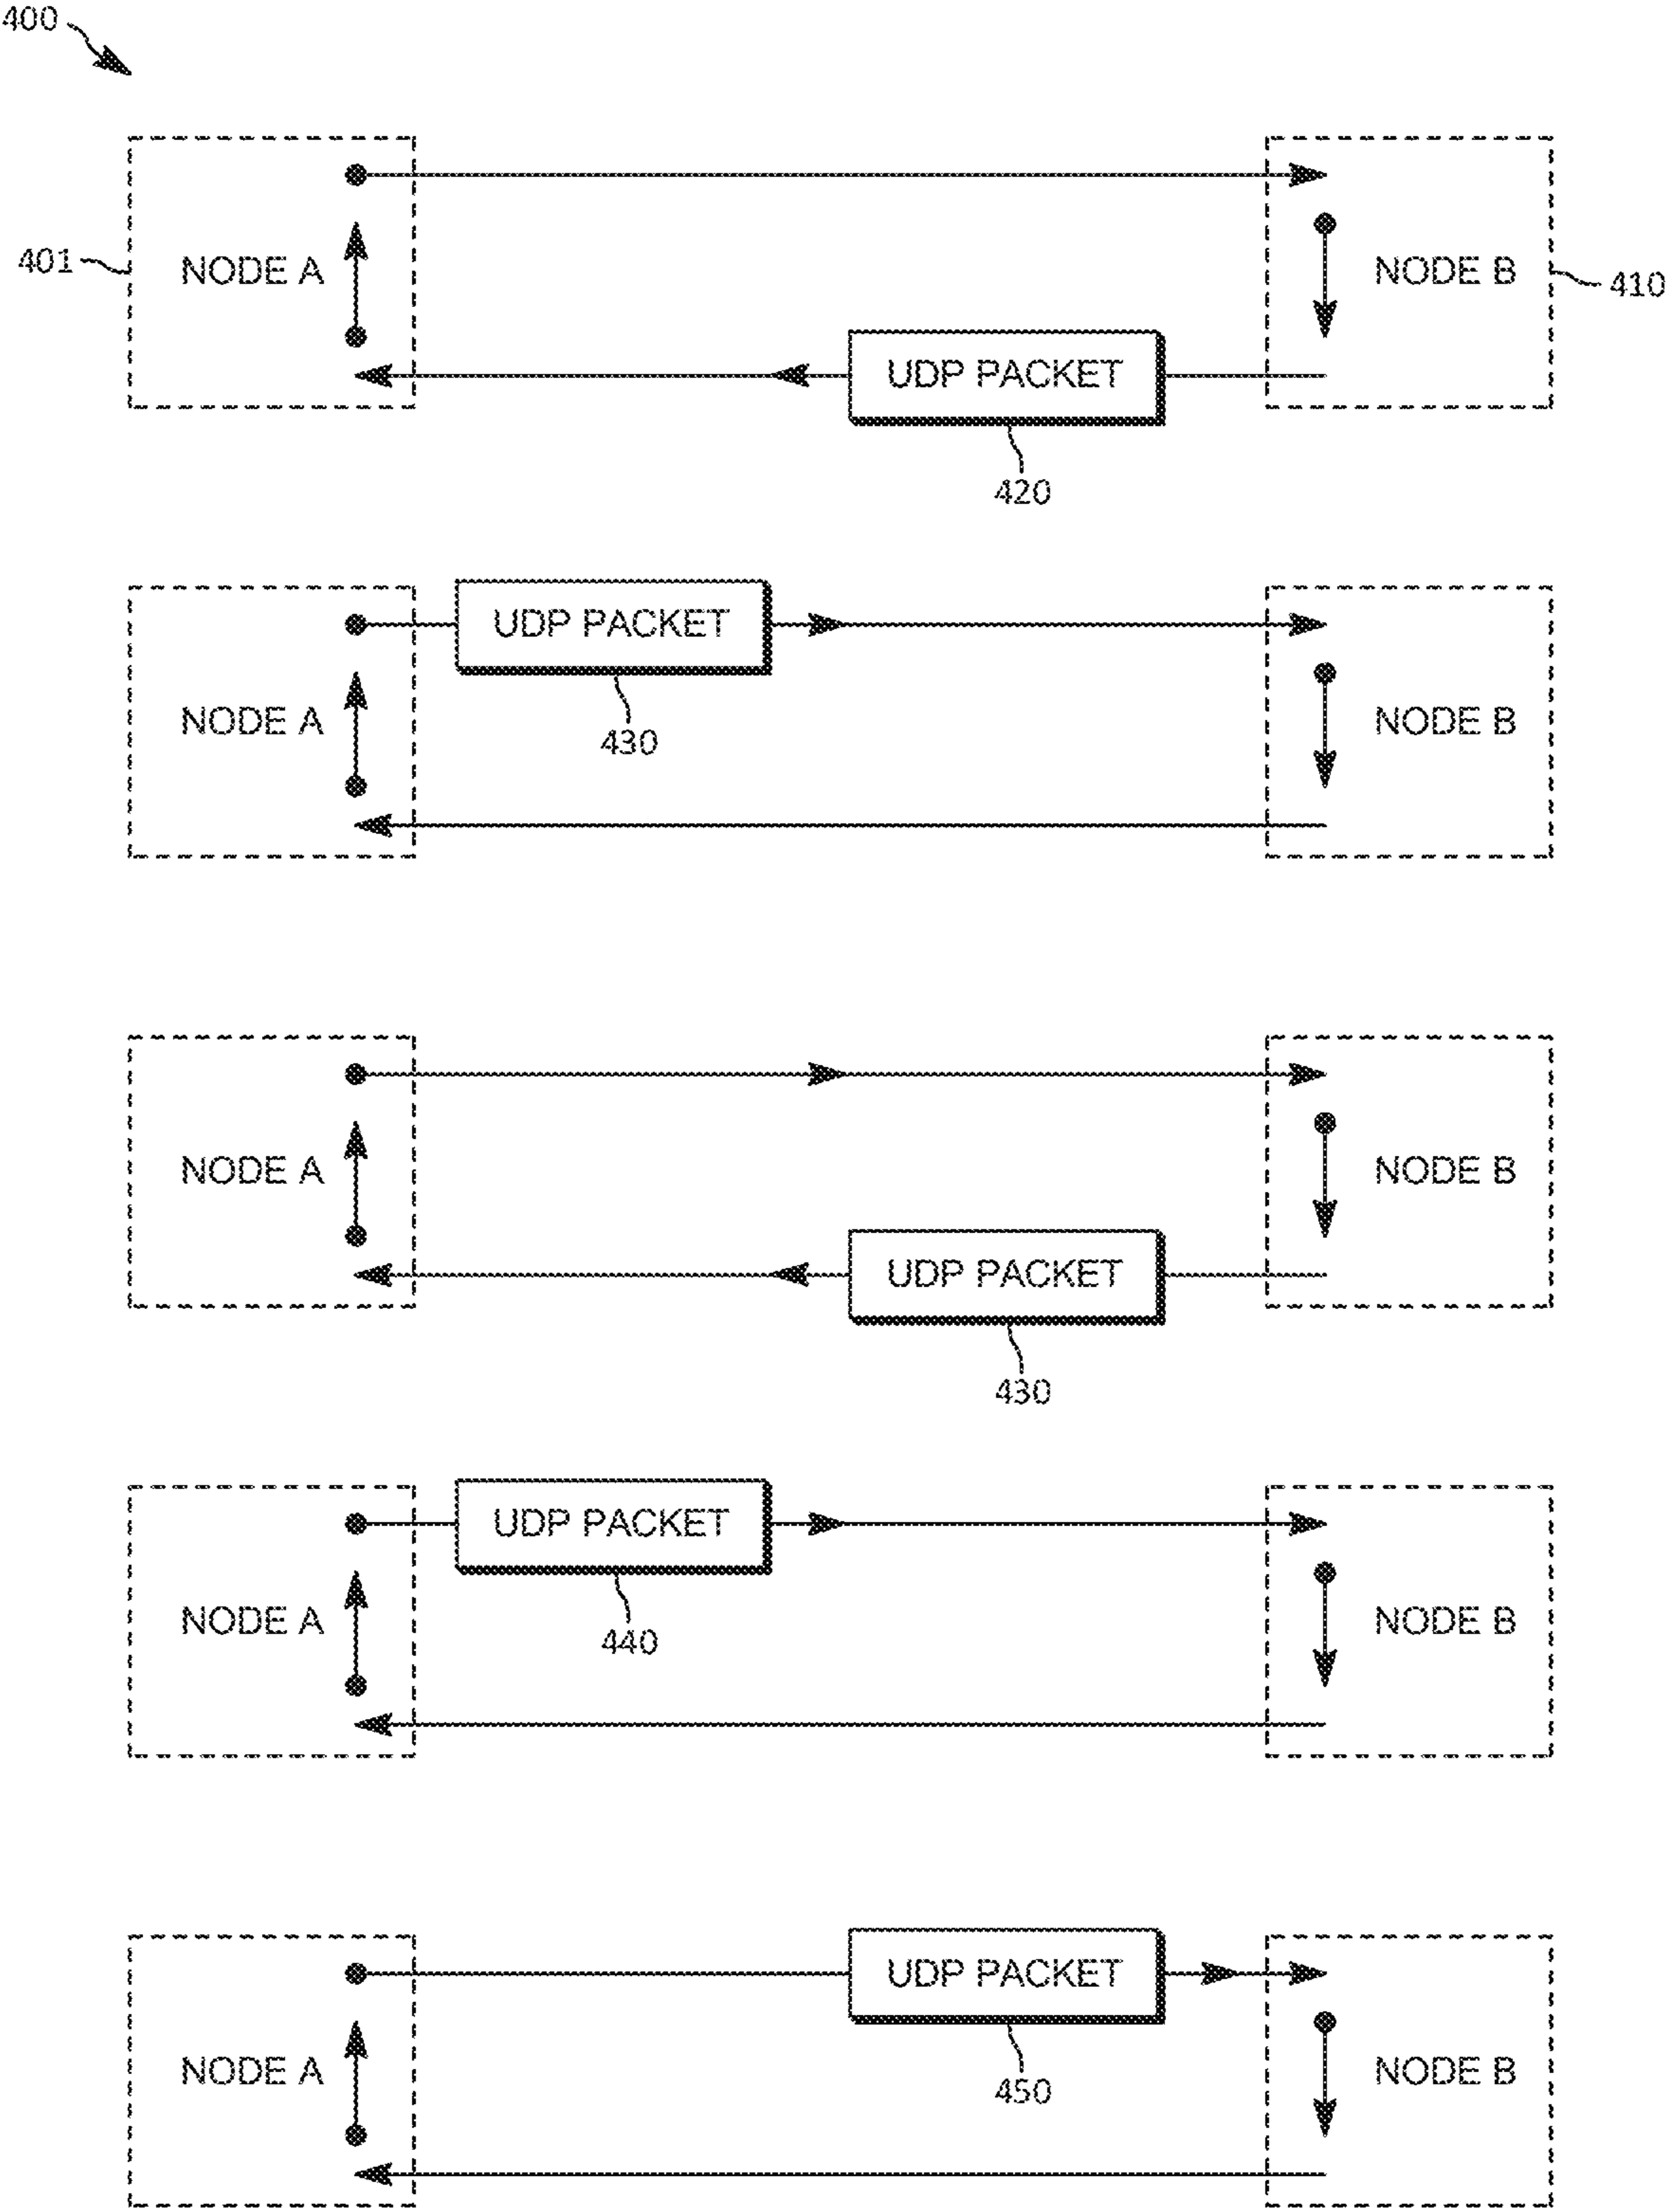 400
401
NODE A
NODE B
410
UDP PACKET
420
UDP PACKET
430
NODE A
NODE B
NODE A
NODE B
UDP PACKET
430
UDP PACKET
440
NODE A
NODE B
UDP PACKET
450
NODE A
NODE B